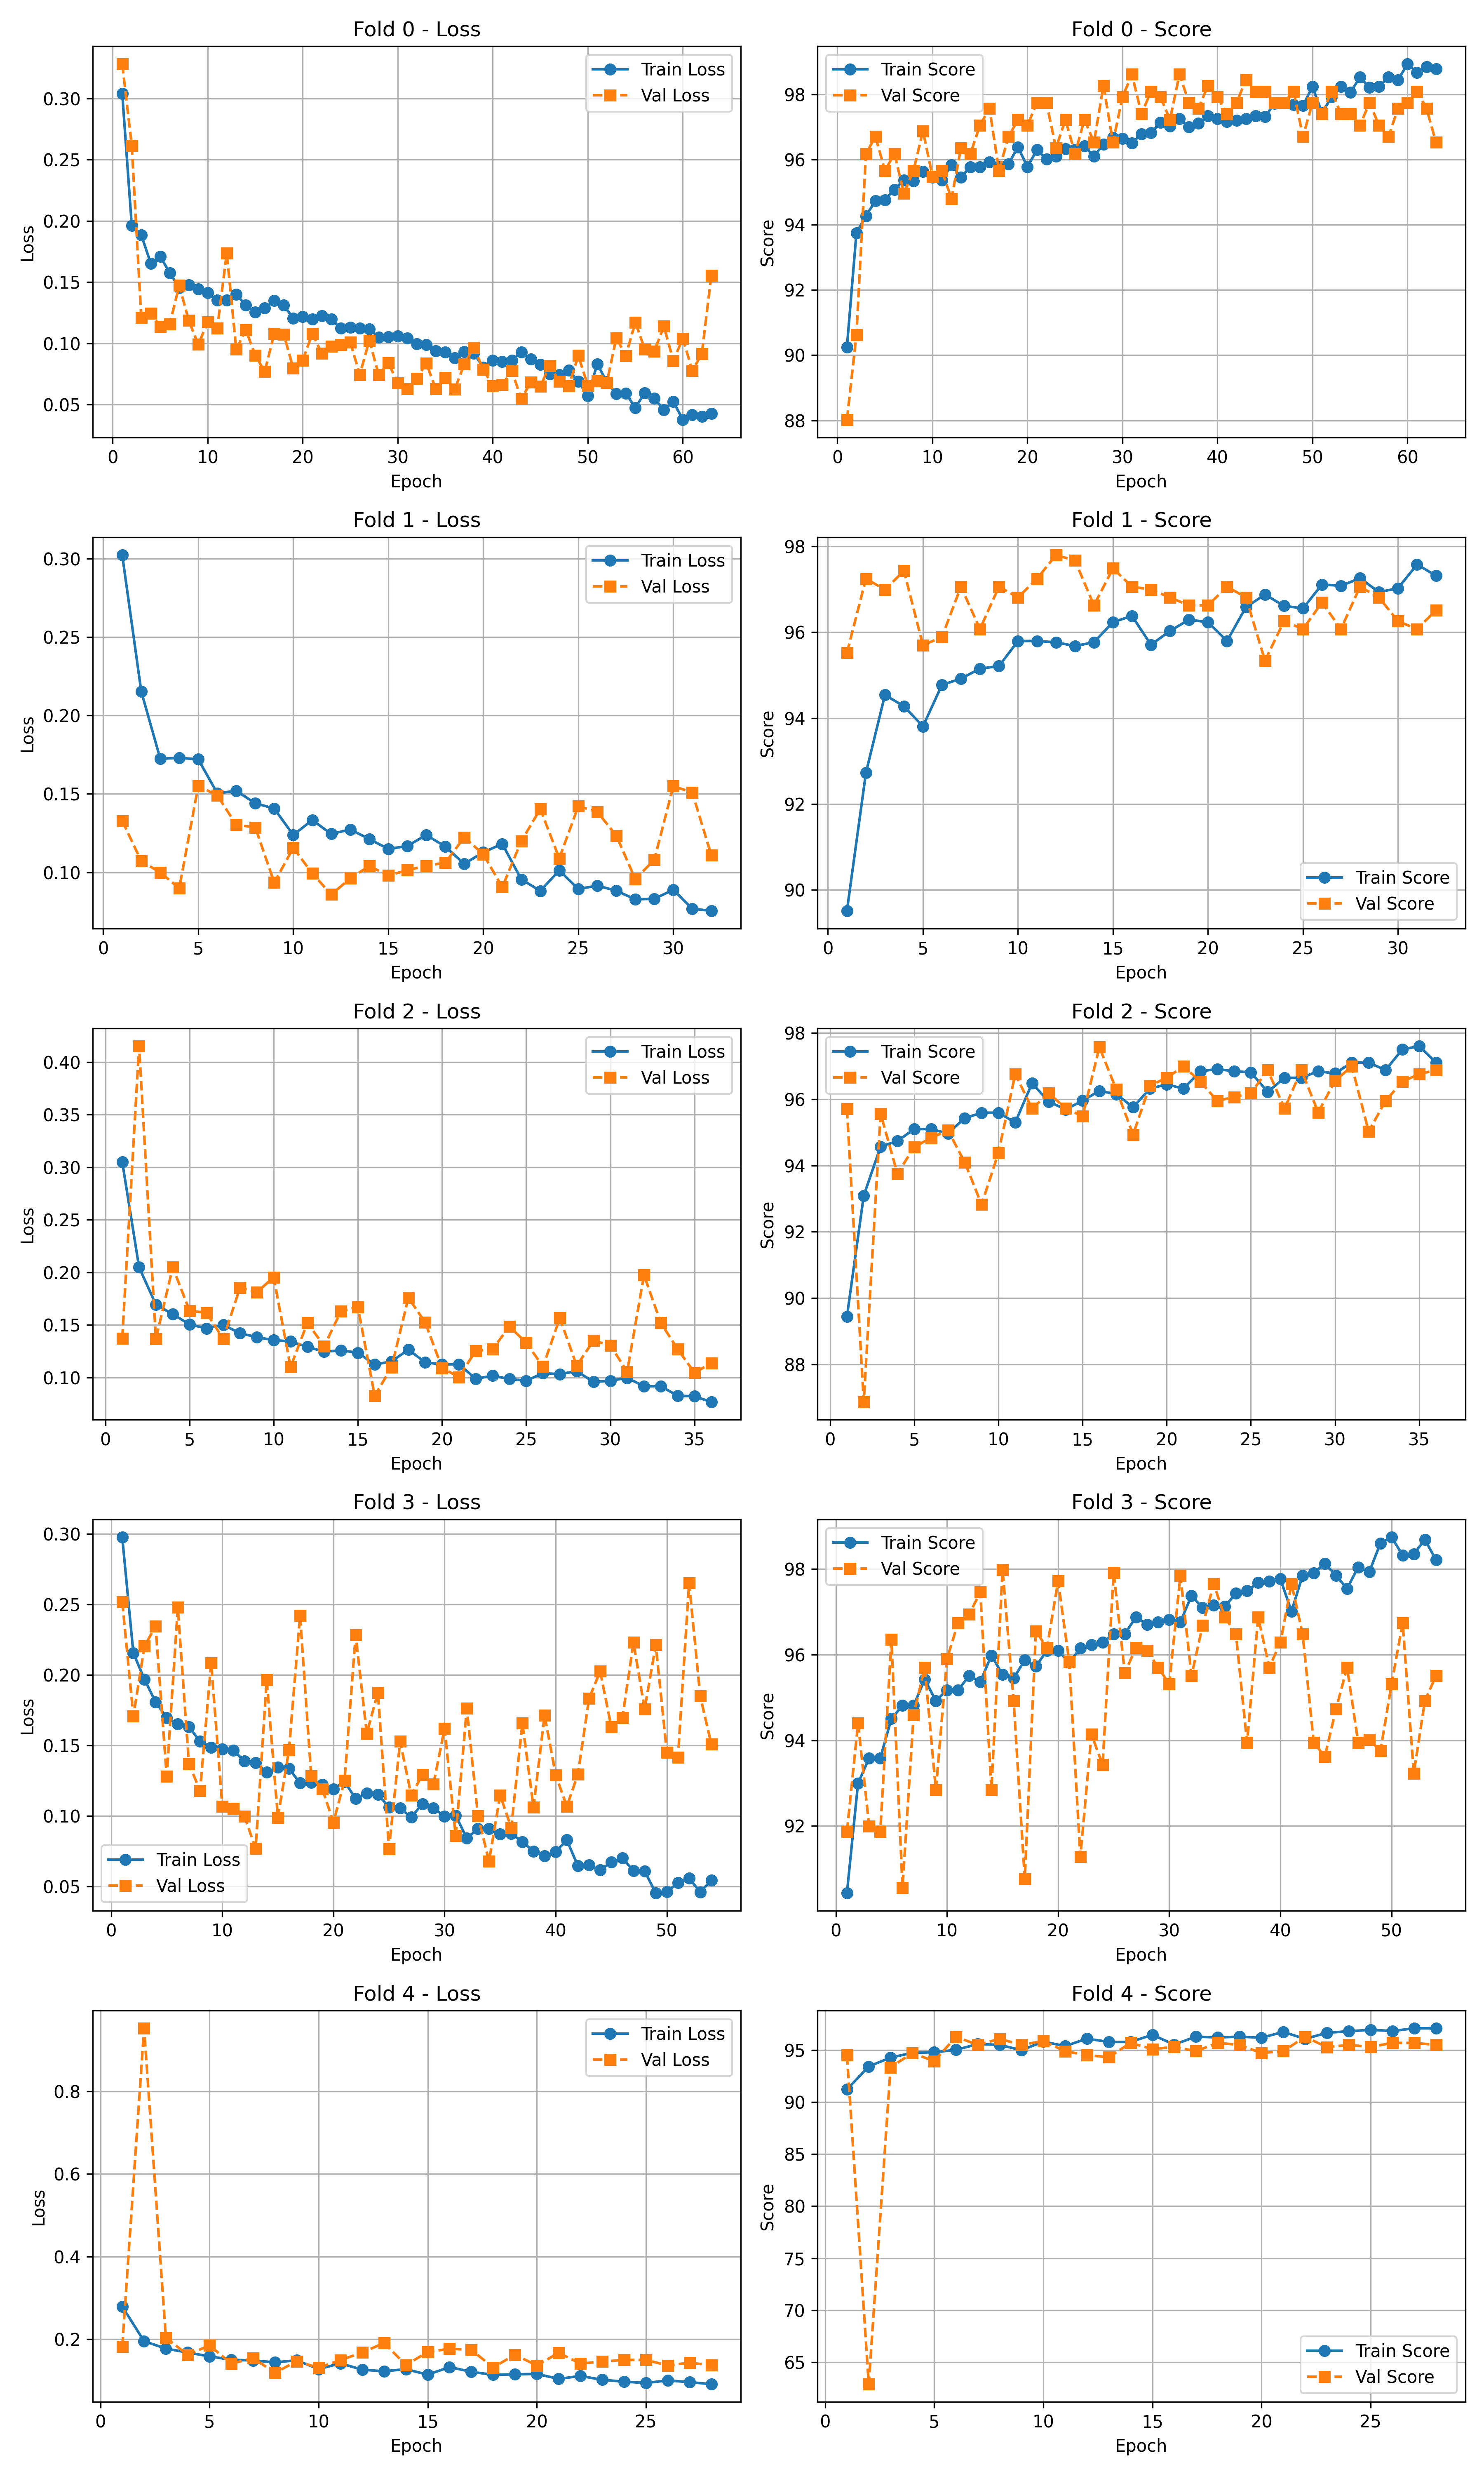 Fold 0 - Loss
Train Loss
Val Loss
0.30
0.25
0.20
0.15
0.10
0.05
Loss
0 10 20 30 40 50 60
Epoch
Fold 0 - Score
Train Score
Val Score
98
96
94
92
90
88
Score
0 10 20 30 40 50 60
Epoch
Fold 1 - Loss
Train Loss
Val Loss
0.30
0.25
0.20
0.15
0.10
Loss
0 5 10 15 20 25 30
Epoch
Fold 1 - Score
98
96
94
92
90
Score
Train Score
Val Score
0 5 10 15 20 25 30
Epoch
Fold 2 - Loss
Train Loss
Val Loss
0.40
0.35
0.30
0.25
0.20
0.15
0.10
Loss
0 5 10 15 20 25 30 35
Epoch
Fold 2 - Score
Train Score
Val Score
98
96
94
92
90
88
Score
0 5 10 15 20 25 30 35
Epoch
Fold 3 - Loss
0.30
0.25
0.20
0.15
0.10
0.05
Loss
Train Loss
Val Loss
0 10 20 30 40 50
Epoch
Fold 3 - Score
Train Score
Val Score
98
96
94
92
Score
0 10 20 30 40 50
Epoch
Fold 4 - Loss
Train Loss
Val Loss
0.8
0.6
0.4
0.2
Loss
0 5 10 15 20 25
Epoch
Fold 4 - Score
95
90
85
80
75
70
65
Score
Train Score
Val Score
0 5 10 15 20 25
Epoch